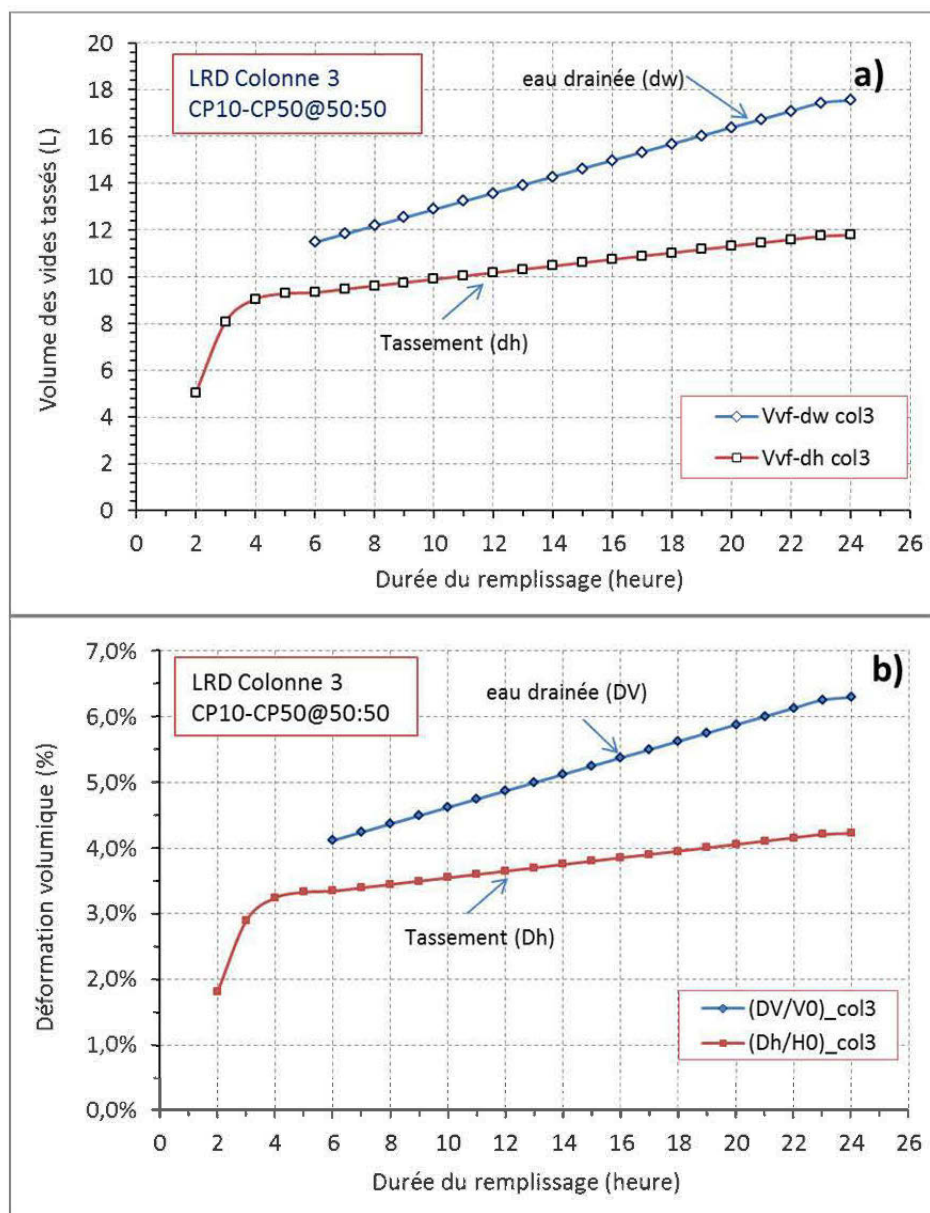 a)
LRD Colonne 3
CP10-CP50@50:50
eau drainée (dw)
Tassement (dh)
Vvf-dw col3
Vvf-dh col3
Volume des vides tassés (L)
20
18
16
14
12
10
8
6
4
2
0
0 2 4 6 8 10 12 14 16 18 20 22 24 26
Durée du remplissage (heure)
b)
LRD Colonne 3
CP10-CP50@50:50
eau drainée (DV)
Tassement (Dh)
(DV/V0)_col3
(Dh/H0)_col3
Déformation volumique (%)
7,0%
6,0%
5,0%
4,0%
3,0%
2,0%
1,0%
0,0%
0 2 4 6 8 10 12 14 16 18 20 22 24 26
Durée du remplissage (heure)